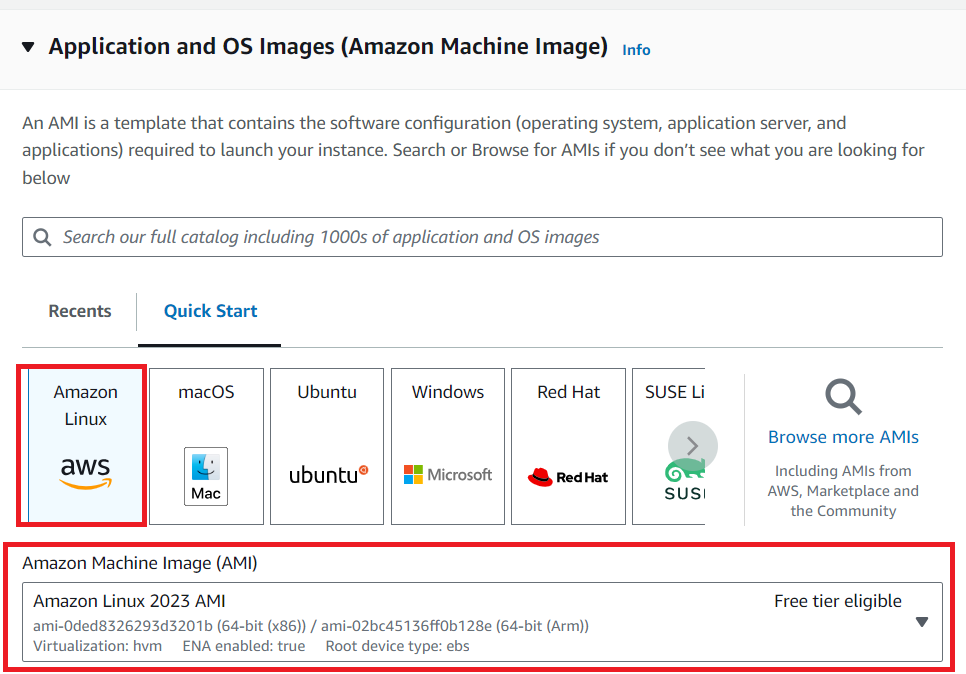 Application and OS Images (Amazon Machine Image) Info
An AMI is a template that contains the software configuration (operating system, application server, and
applications) required to launch your instance. Search or Browse for AMIs if you don’t see what you are looking for
below
Search our full catalog including 1000s of application and OS images
Recents
Quick Start
Amazon
Linux
aws
macOS
Mac
Ubuntu
ubuntu
Windows
Microsoft
Red Hat
Red Hat
SUSE Li
SUS
Browse more AMIs
Including AMIs from
AWS, Marketplace and
the Community
Amazon Machine Image (AMI)
Amazon Linux 2023 AMI
Free tier eligible
ami-0ded8326293d3201b (64-bit (x86)) / ami-02bc45136ff0b128e (64-bit (Arm))
Virtualization: hvm ENA enabled: true Root device type: ebs